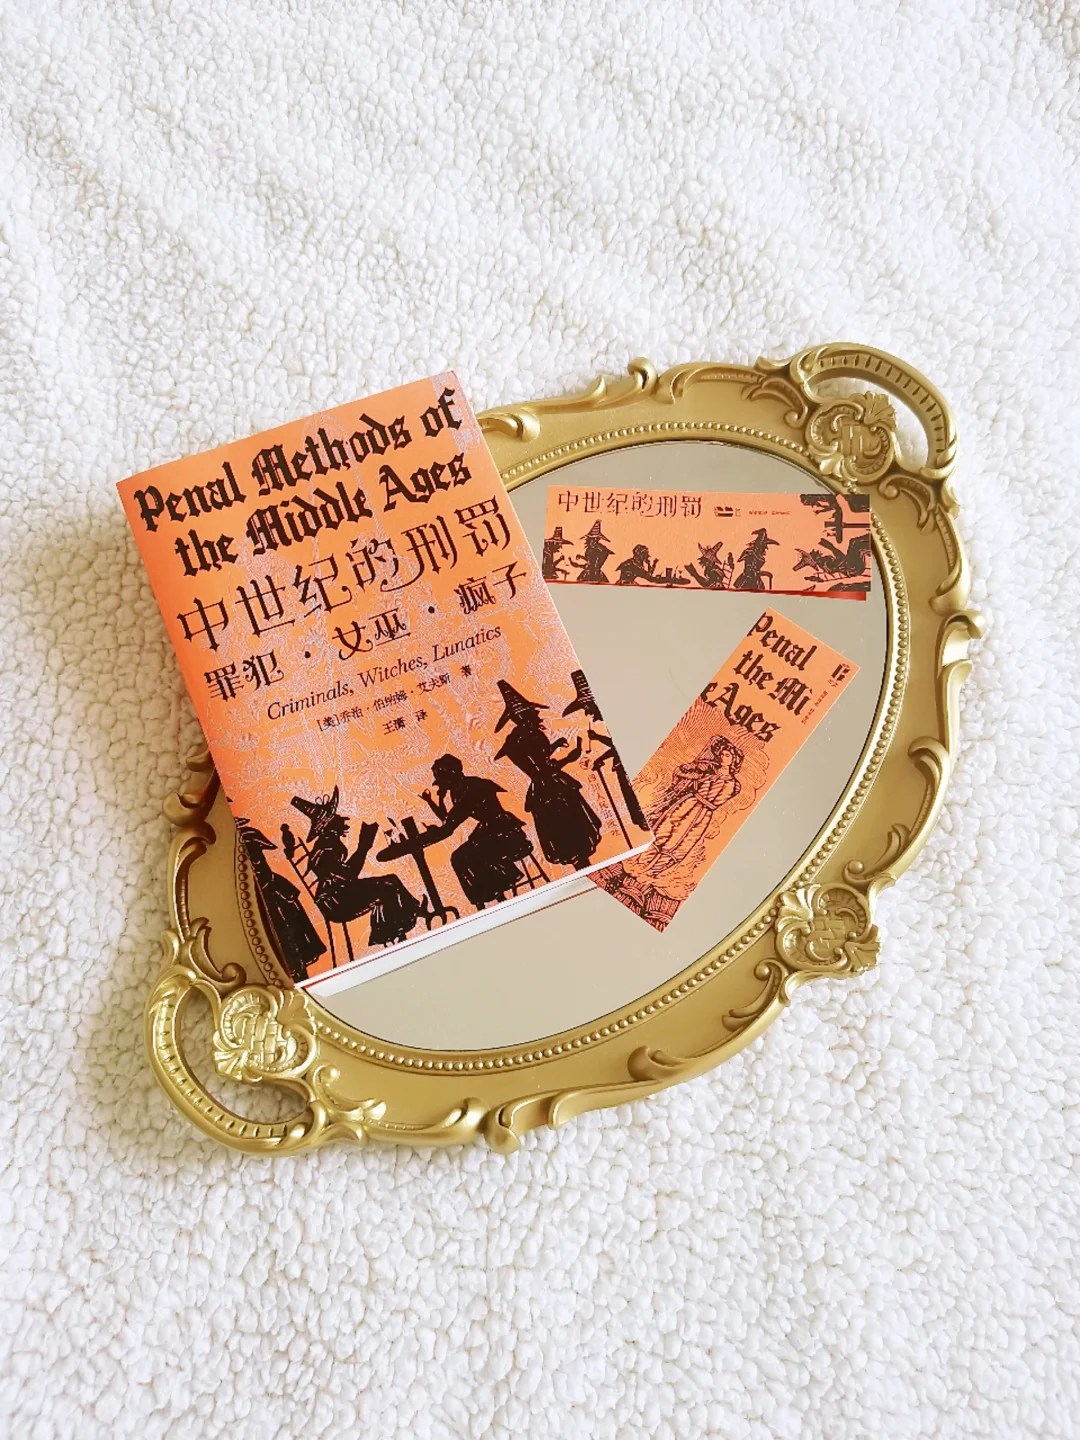 Penal Methods of
the Middle Ages
中世纪的刑罚
罪犯・女巫・疯子
Criminals, Witches, Lunatics
[美]乔治・伯纳姆・艾夫斯 著
王潇 译
中世纪的刑罚
Penal
the Mi
Ages